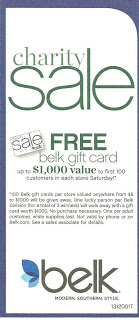 charity
sale
sale
FREE
belk gift card
up to $1,000 value to first 100
customers in each store Saturday!*
*100 Belk gift cards per store valued anywhere from $5
to $1000 will be given away. One lucky person per Belk
Division (for a total of 3 winners) will walk away with a gift
card worth $1000. No purchase necessary. One per adult
customer, while supplies last. Not valid by phone or on
Belk.com. See a sales associate for details.
belk
MODERN. SOUTHERN. STYLE.
13120017